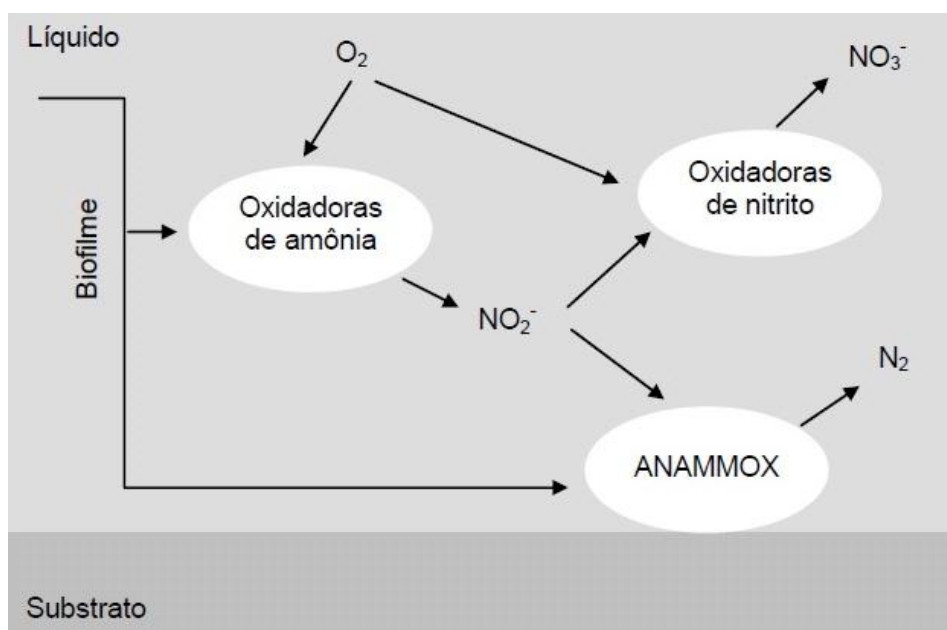 Líquido
O₂
NO₃⁻
Oxidadoras
de amônia
Oxidadoras
de nitrito
Biofilme
NO₂⁻
N₂
ANAMMOX
Substrato